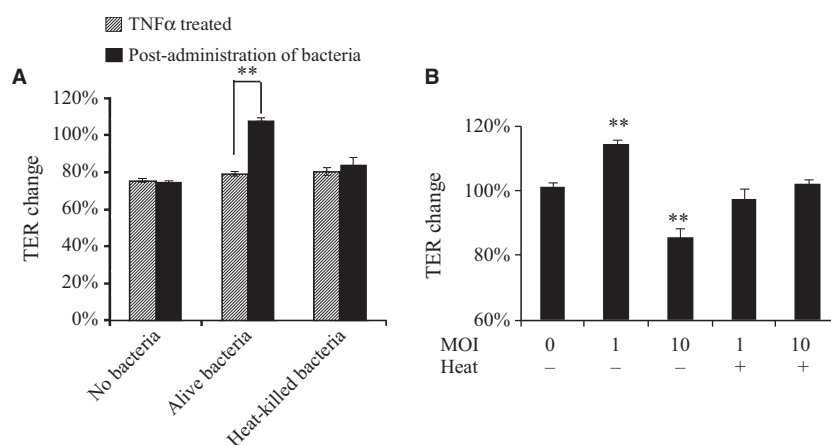 TNFα treated
Post-administration of bacteria
A
**
120%
100%
80%
60%
40%
20%
0%
TER change
No bacteria
Alive bacteria
Heat-killed bacteria
B
120%
100%
80%
60%
TER change
**
**
MOI 0 1 10 1 10
Heat – – – + +